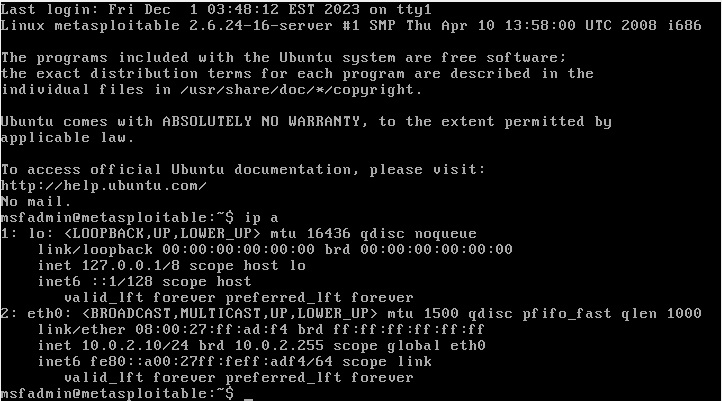 Last login: Fri Dec  1 03:48:12 EST 2023 on tty1
Linux metasploitable 2.6.24-16-server #1 SMP Thu Apr 10 13:58:00 UTC 2008 i686

The programs included with the Ubuntu system are free software;
the exact distribution terms for each program are described in the
individual files in /usr/share/doc/*/copyright.

Ubuntu comes with ABSOLUTELY NO WARRANTY, to the extent permitted by
applicable law.

To access official Ubuntu documentation, please visit:
http://help.ubuntu.com/
No mail.
msfadmin@metasploitable:~$ ip a
1: lo: <LOOPBACK,UP,LOWER_UP> mtu 16436 qdisc noqueue
    link/loopback 00:00:00:00:00:00 brd 00:00:00:00:00:00
    inet 127.0.0.1/8 scope host lo
    inet6 ::1/128 scope host
       valid_lft forever preferred_lft forever
2: eth0: <BROADCAST,MULTICAST,UP,LOWER_UP> mtu 1500 qdisc pfifo_fast qlen 1000
    link/ether 08:00:27:ff:ad:f4 brd ff:ff:ff:ff:ff:ff
    inet 10.0.2.10/24 brd 10.0.2.255 scope global eth0
    inet6 fe80::a00:27ff:feff:adf4/64 scope link
       valid_lft forever preferred_lft forever
msfadmin@metasploitable:~$ _